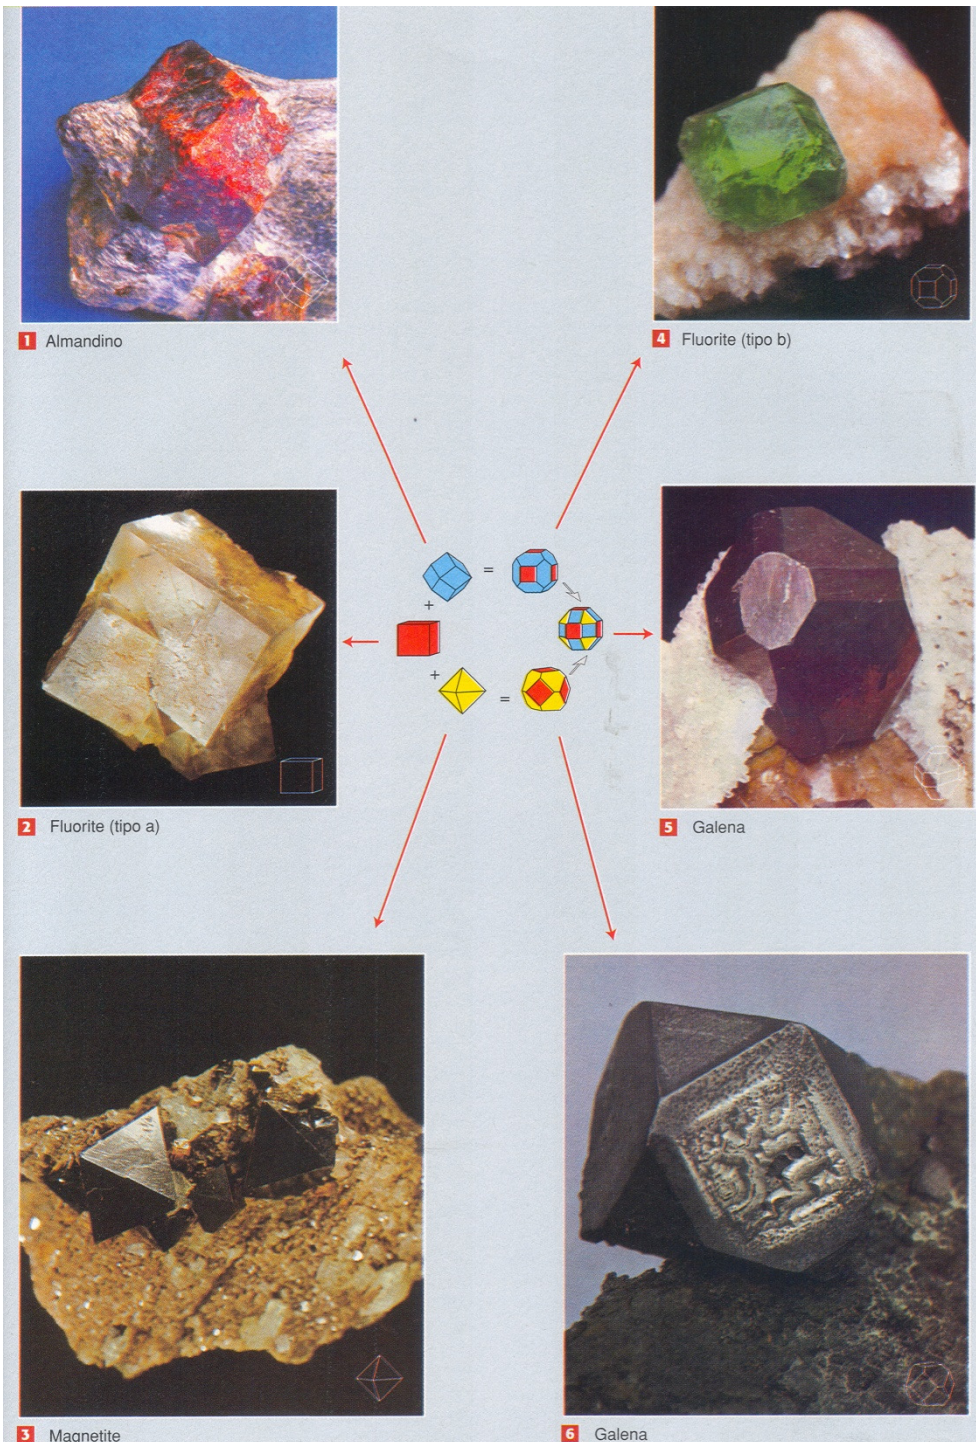 1 Almandino
4 Fluorite (tipo b)
=
+
+
=
2 Fluorite (tipo a)
5 Galena
3 Magnetite
6 Galena